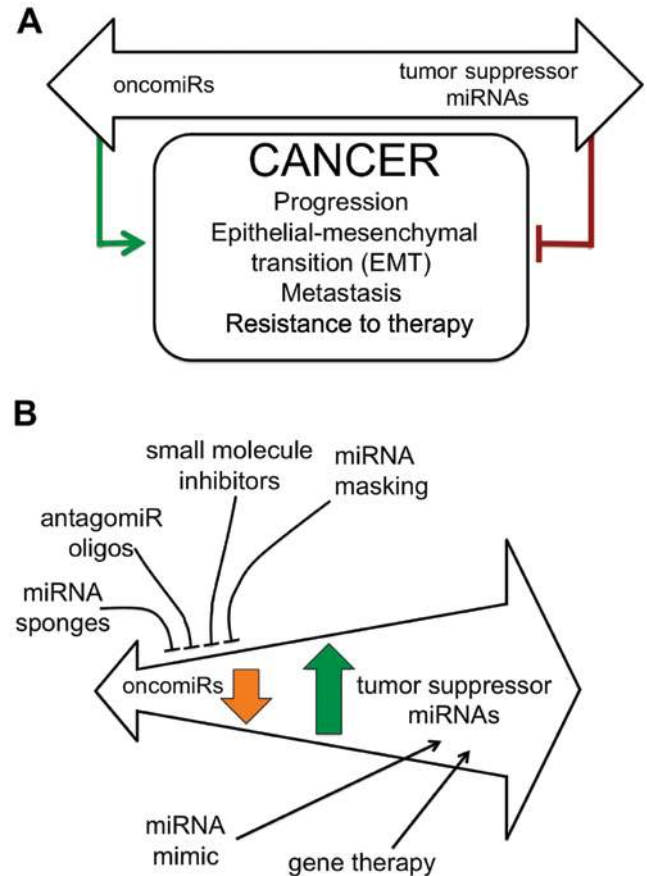 A
oncomiRs
tumor suppressor
miRNAs
CANCER
Progression
Epithelial-mesenchymal
transition (EMT)
Metastasis
Resistance to therapy
B
small molecule
inhibitors
miRNA
masking
antagomiR
oligos
miRNA
sponges
oncomiRs
tumor suppressor
miRNAs
miRNA
mimic
gene therapy